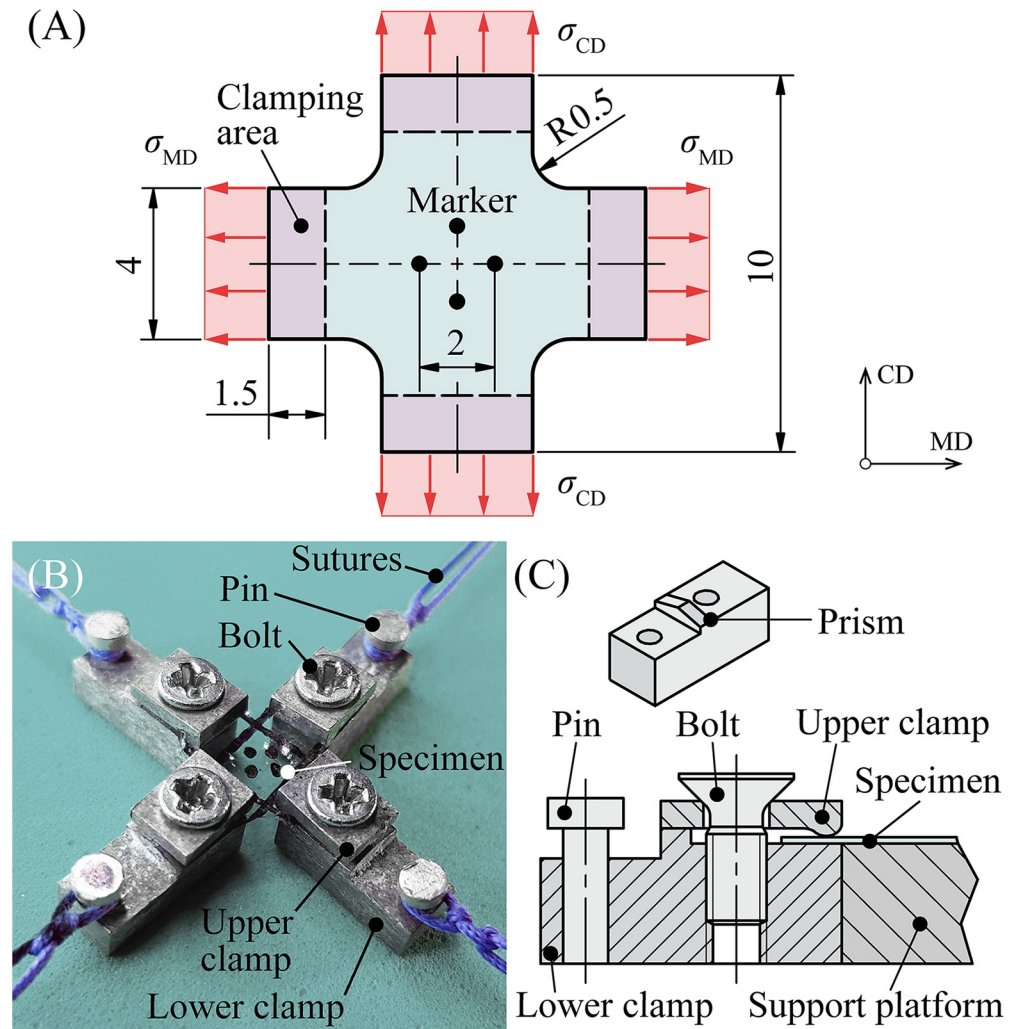 (A)
σCD
Clamping
area
R0.5
σMD
σMD
Marker
4
10
2
1.5
CD
MD
σCD
(B)
Sutures
Pin
Bolt
Specimen
Upper
clamp
Lower clamp
(C)
Prism
Pin
Bolt
Upper clamp
Specimen
Lower clamp
Support platform